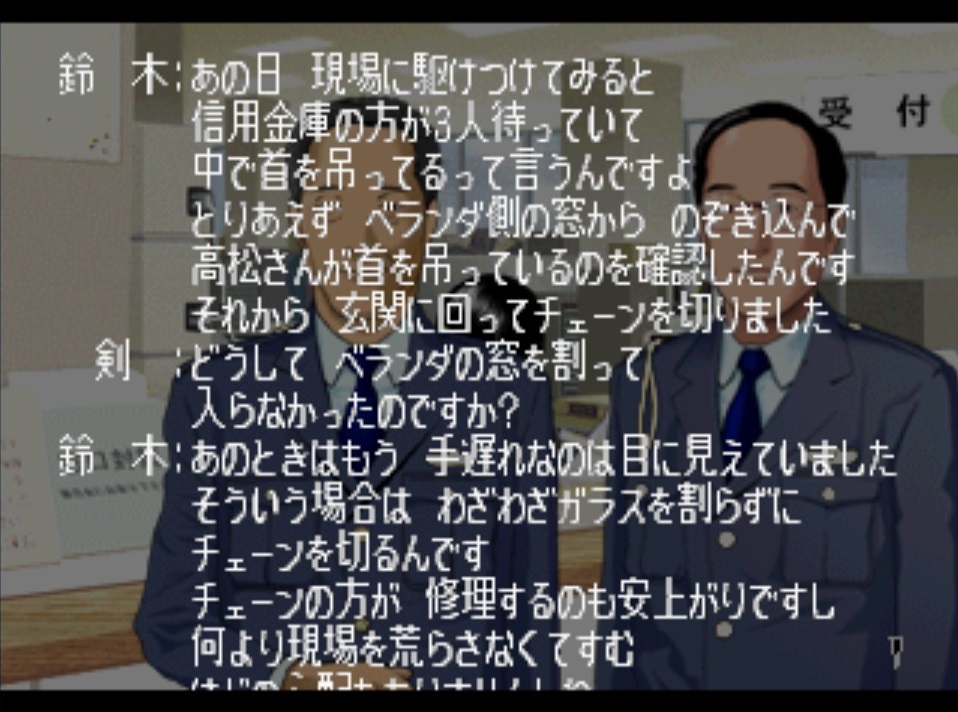 受 付
鈴 木:あの日 現場に駆けつけてみると
信用金庫の方が3人待っていて
中で首を吊ってるって言うんですよ
とりあえず ベランダ側の窓から のぞき込んで
高松さんが首を吊っているのを確認したんです
それから 玄関に回ってチェーンを切りました
剣 :どうして ベランダの窓を割って
入らなかったのですか?
鈴 木:あのときはもう 手遅れなのは目に見えていました
そういう場合は わざわざガラスを割らずに
チェーンを切るんです
チェーンの方が 修理するのも安上がりですし
何より現場を荒らさなくてすむ